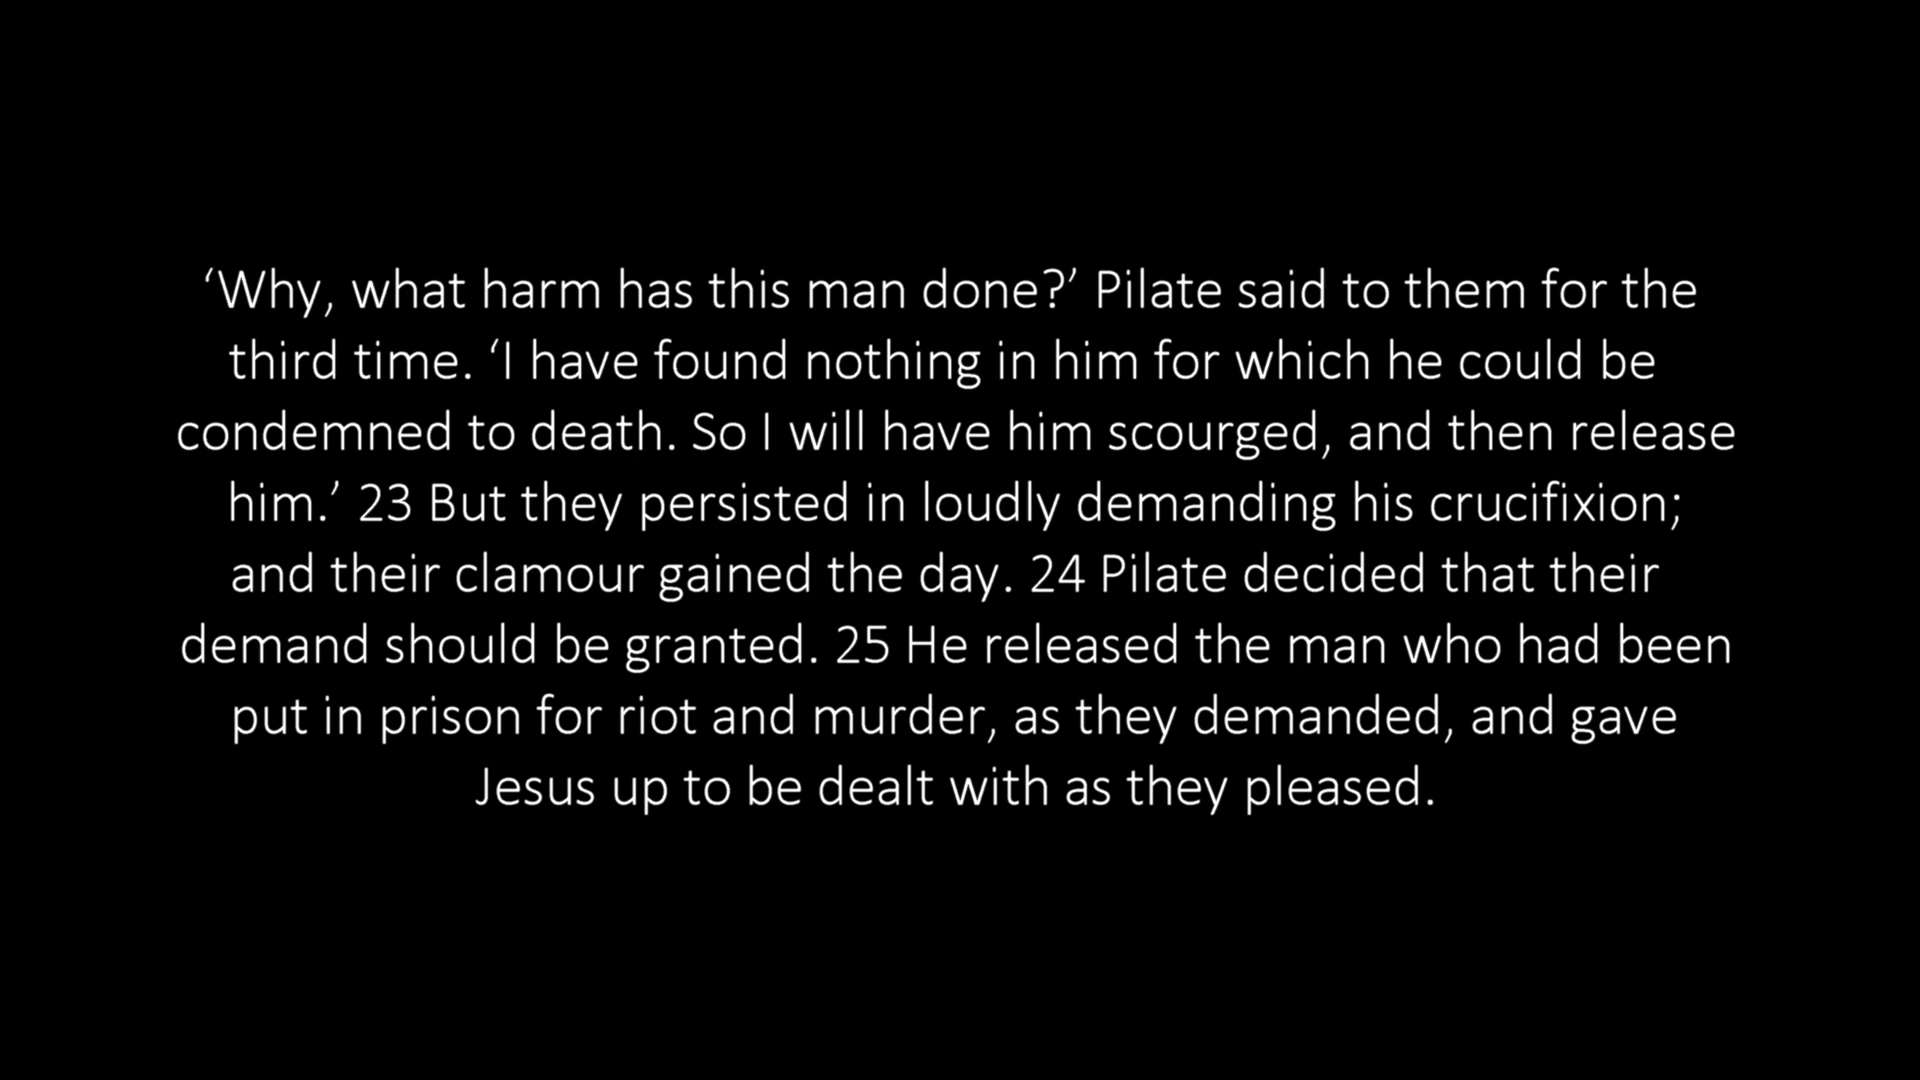 ‘Why, what harm has this man done?’ Pilate said to them for the
third time. ‘I have found nothing in him for which he could be
condemned to death. So I will have him scourged, and then release
him.’ 23 But they persisted in loudly demanding his crucifixion;
and their clamour gained the day. 24 Pilate decided that their
demand should be granted. 25 He released the man who had been
put in prison for riot and murder, as they demanded, and gave
Jesus up to be dealt with as they pleased.